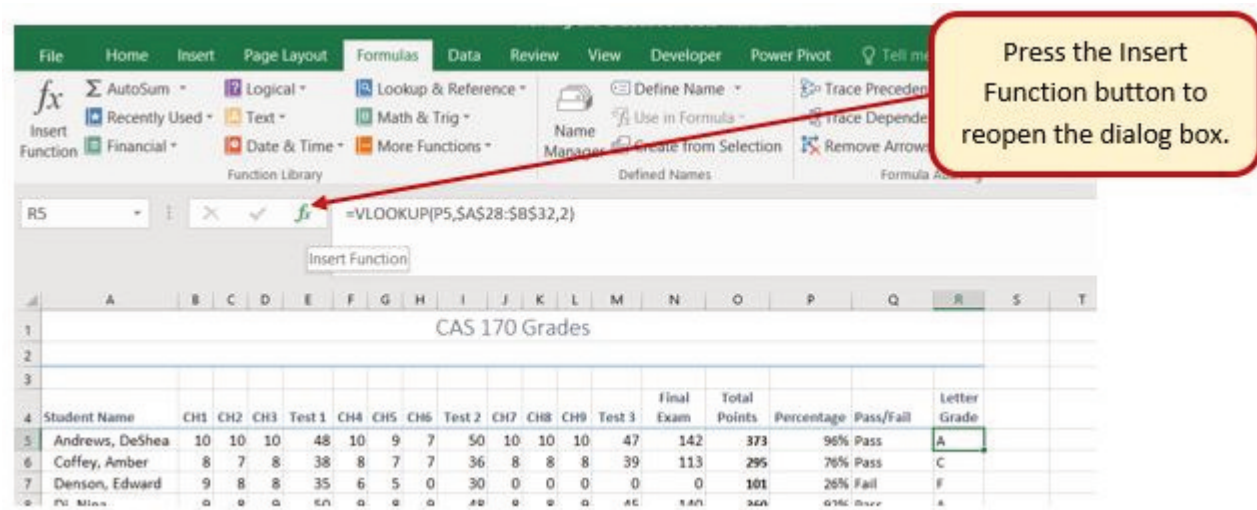 File Home Insert Page Layout Formulas Data Review View Developer Power Pivot Tell me
Press the Insert
Function button to
reopen the dialog box.
fx Σ AutoSum Logical Lookup & Reference Define Name Trace
Recently Used Text Math & Trig Use in Formula Trace
Insert
Function Financial Date & Time More Functions Name
Manager Create from Selection Remove
Function Library Defined Names Formula
R5 fx =VLOOKUP(P5,$A$28:$B$32,2)
Insert Function
A B C D E F G H I J K L M N O P Q R S T
1 CAS 170 Grades
2
3
Final Total Letter
4 Student Name CH1 CH2 CH3 Test 1 CH4 CH5 CH6 Test 2 CH7 CH8 CH9 Test 3 Exam Points Percentage Pass/Fail Grade
5 Andrews, DeShea 10 10 10 48 10 9 7 50 10 10 10 47 142 373 96% Pass A
6 Coffey, Amber 8 7 8 38 8 7 7 36 8 8 8 39 113 295 76% Pass C
7 Denson, Edward 9 8 8 35 6 5 0 30 0 0 0 0 0 101 26% Fail F